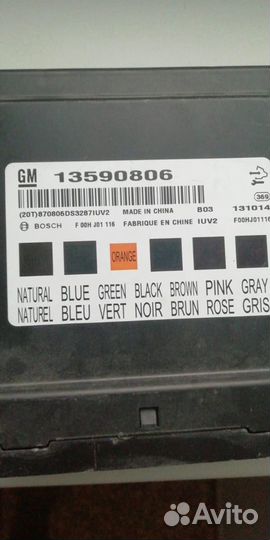 GM 13590806
369
(20T)870806DS3287IUV2 MADE IN CHINA B03 131014
BOSCH F 00H J01 116 FABRIQUE EN CHINE IUV2 F00HJ01116
ORANGE
NATURAL BLUE GREEN BLACK BROWN PINK GRAY
NATUREL BLEU VERT NOIR BRUN ROSE GRIS
Avito